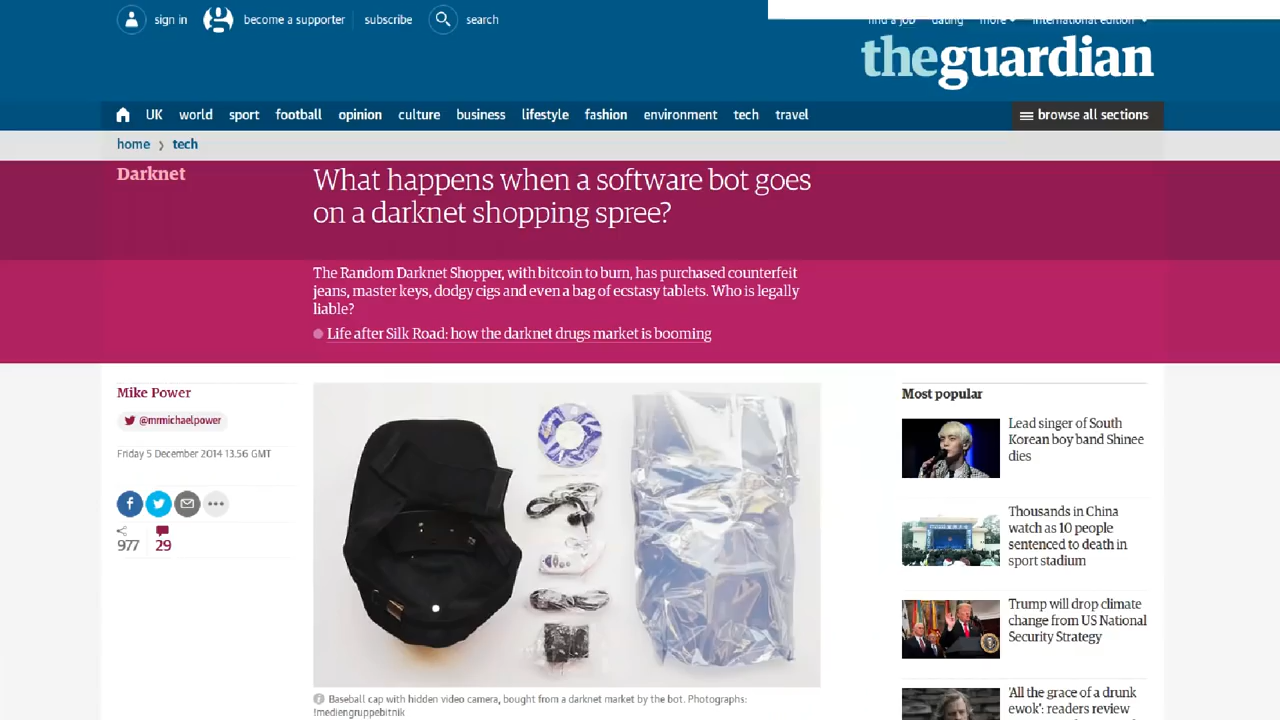 sign in
become a supporter
subscribe
search
find a job
dating
more
international edition
theguardian
UK
world
sport
football
opinion
culture
business
lifestyle
fashion
environment
tech
travel
browse all sections
home
tech
Darknet
What happens when a software bot goes
on a darknet shopping spree?
The Random Darknet Shopper, with bitcoin to burn, has purchased counterfeit
jeans, master keys, dodgy cigs and even a bag of ecstasy tablets. Who is legally
liable?
Life after Silk Road: how the darknet drugs market is booming
Mike Power
@mrmichaelpower
Friday 5 December 2014 13.56 GMT
977
29
Baseball cap with hidden video camera, bought from a darknet market by the bot. Photographs:
!mediengruppebitnik
Most popular
Lead singer of South
Korean boy band Shinee
dies
Thousands in China
watch as 10 people
sentenced to death in
sport stadium
Trump will drop climate
change from US National
Security Strategy
'All the grace of a drunk
ewok': readers review